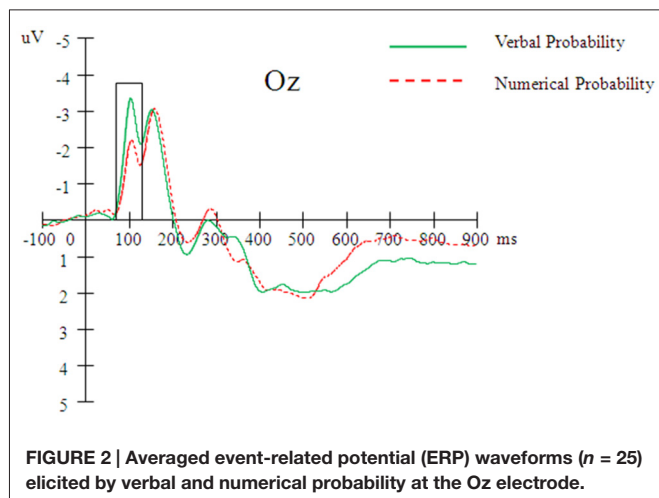 uV
-5
-4
-3
-2
-1
1
2
3
4
5
Oz
Verbal Probability
Numerical Probability
-100 0 100 200 300 400 500 600 700 800 900 ms
FIGURE 2 | Averaged event-related potential (ERP) waveforms (n = 25)
elicited by verbal and numerical probability at the Oz electrode.